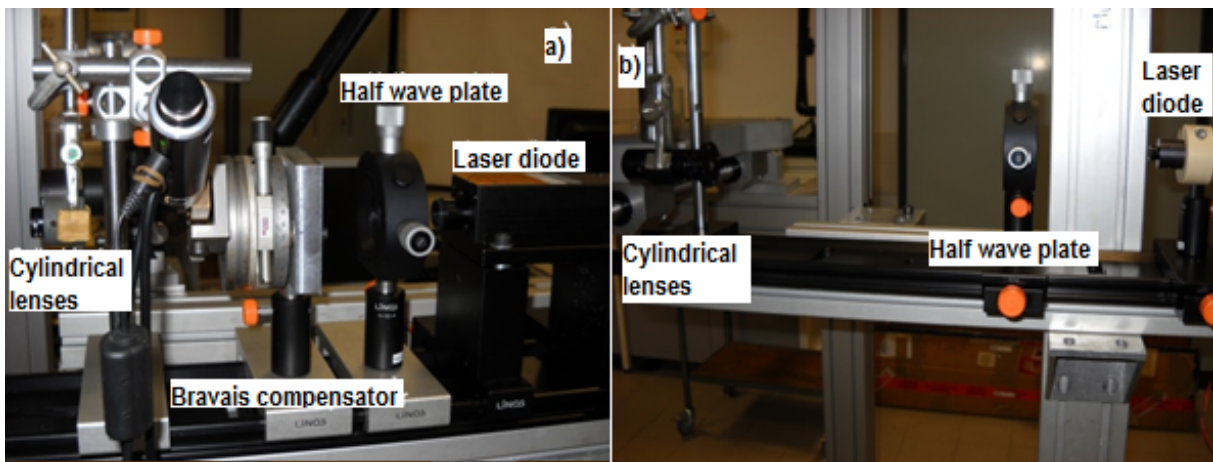 a)
Half wave plate
Laser diode
Cylindrical
lenses
Bravais compensator
LINOS
LINOS
LINOS
LINOS
b)
Laser
diode
Half wave plate
Cylindrical
lenses